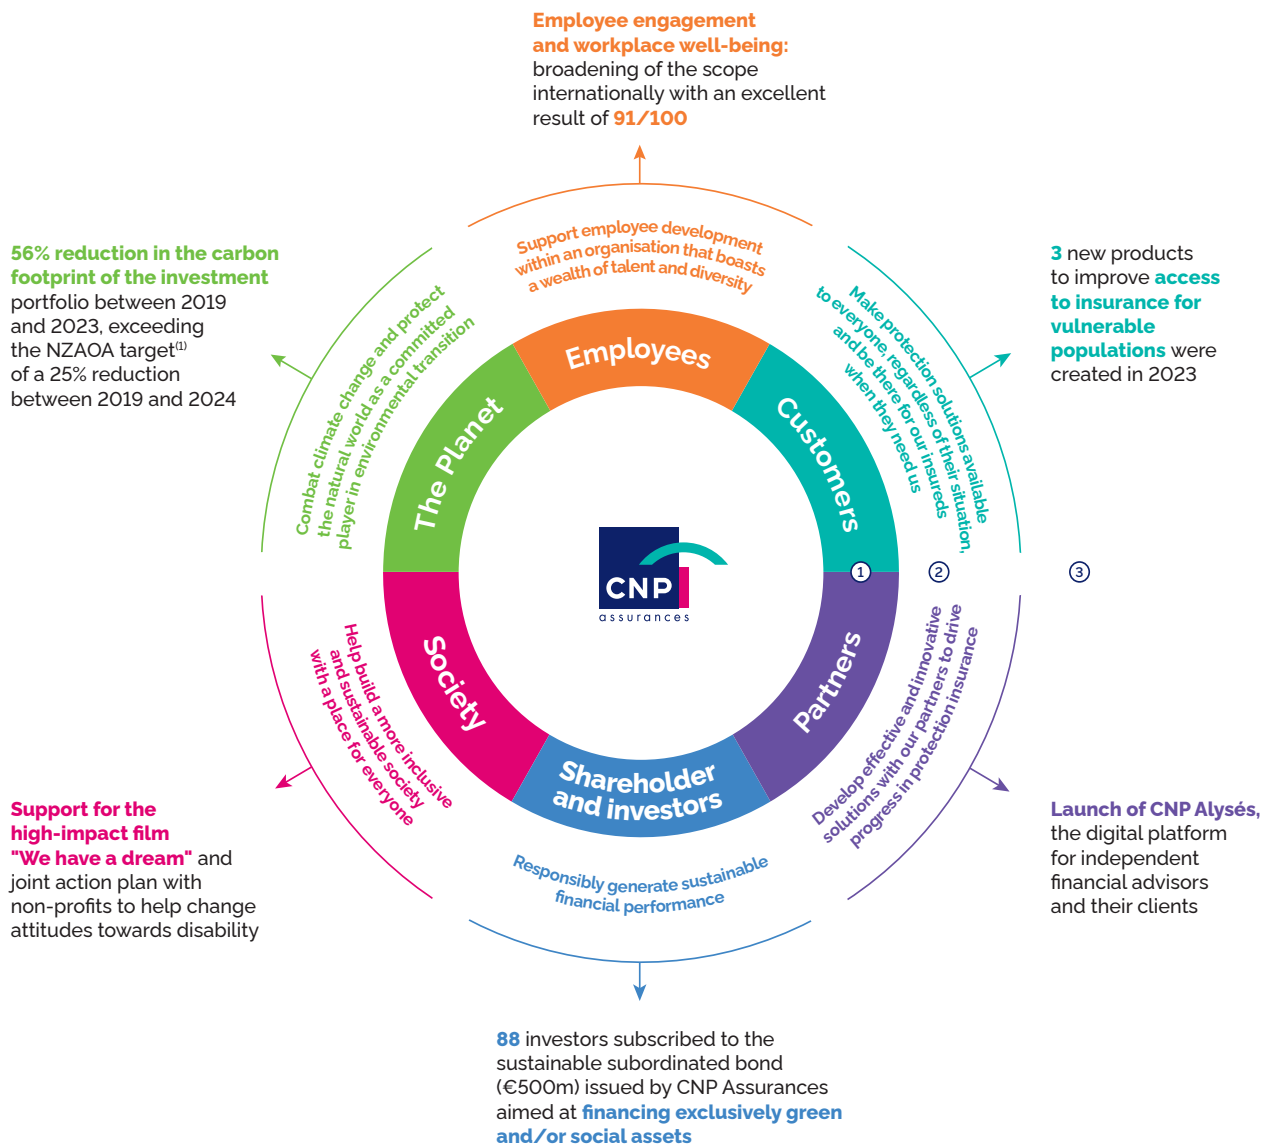 Employee engagement
and workplace well-being:
broadening of the scope
internationally with an excellent
result of 91/100
Support employee development
within an organisation that boasts
a wealth of talent and diversity
Employees
56% reduction in the carbon
footprint of the investment
portfolio between 2019
and 2023, exceeding
the NZAOA target(1)
of a 25% reduction
between 2019 and 2024
Combat climate change and protect
the natural world as a committed
player in environmental transition
The Planet
3 new products
to improve access
to insurance for
vulnerable
populations were
created in 2023
Make protection solutions available
to everyone, regardless of their situation,
and be there for our insureds
when they need us
Customers
CNP
assurances
1
2
3
Society
Help build a more inclusive
and sustainable society
with a place for everyone
Support for the
high-impact film
"We have a dream" and
joint action plan with
non-profits to help change
attitudes towards disability
Partners
Develop effective and innovative
solutions with our partners to drive
progress in protection insurance
Launch of CNP Alysés,
the digital platform
for independent
financial advisors
and their clients
Shareholder
and investors
Responsibly generate sustainable
financial performance
88 investors subscribed to the
sustainable subordinated bond
(€500m) issued by CNP Assurances
aimed at financing exclusively green
and/or social assets